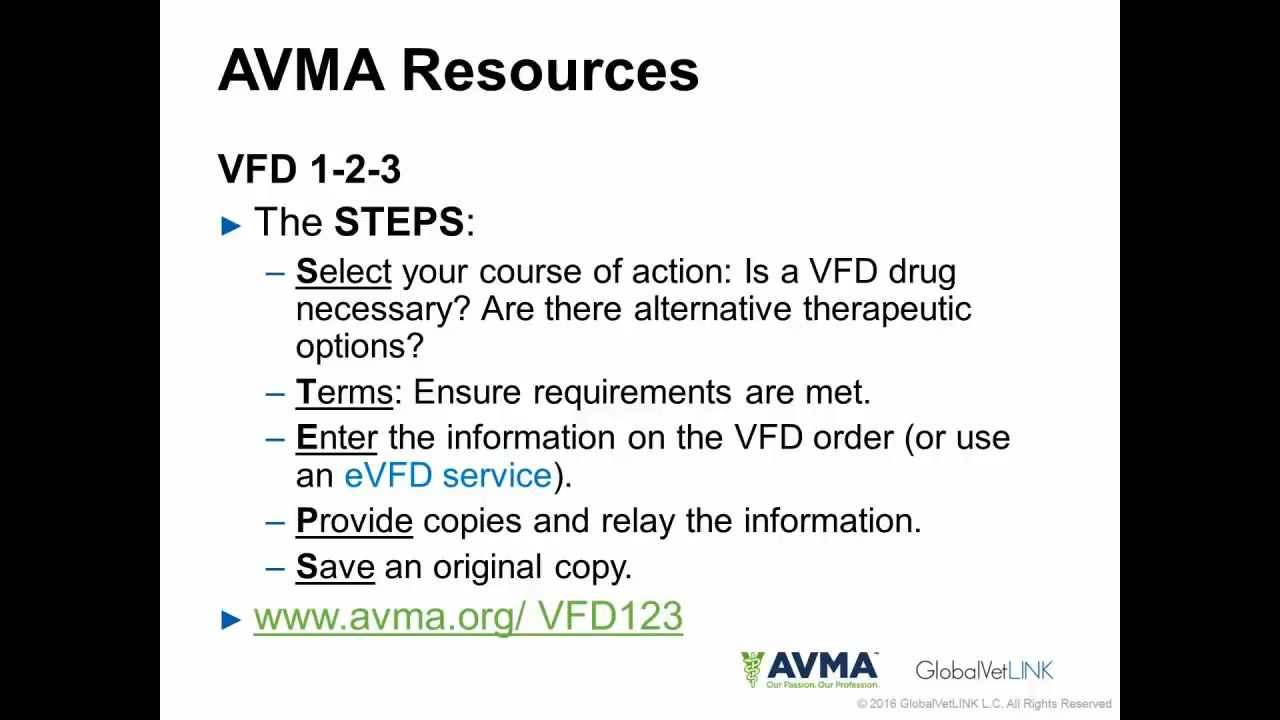 AVMA Resources
VFD 1-2-3
► The STEPS:
– Select your course of action: Is a VFD drug
necessary? Are there alternative therapeutic
options?
– Terms: Ensure requirements are met.
– Enter the information on the VFD order (or use
an eVFD service).
– Provide copies and relay the information.
– Save an original copy.
► www.avma.org/ VFD123
AVMA™
Our Passion. Our Profession.
GlobalVetLINK
© 2016 GlobalVetLINK L.C. All Rights Reserved